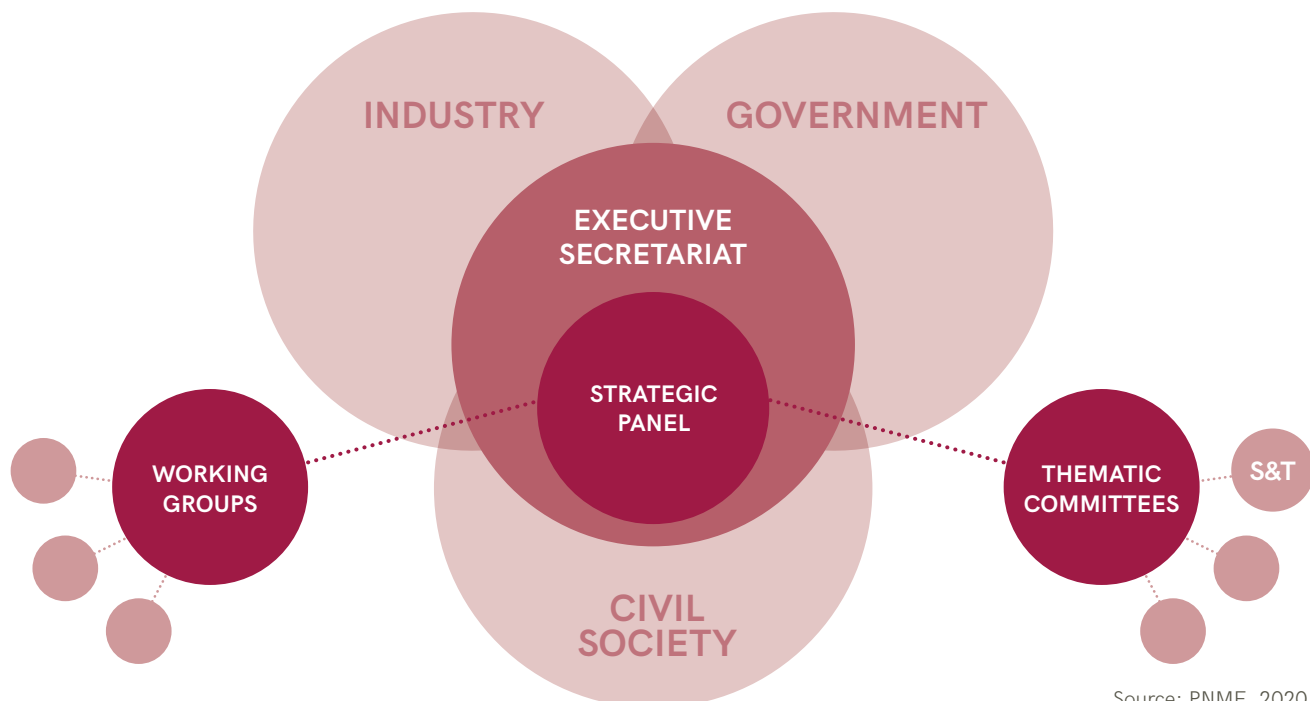 INDUSTRY
GOVERNMENT
EXECUTIVE
SECRETARIAT
STRATEGIC
PANEL
WORKING
GROUPS
THEMATIC
COMMITTEES
S&T
CIVIL
SOCIETY
Source: PNME, 2020